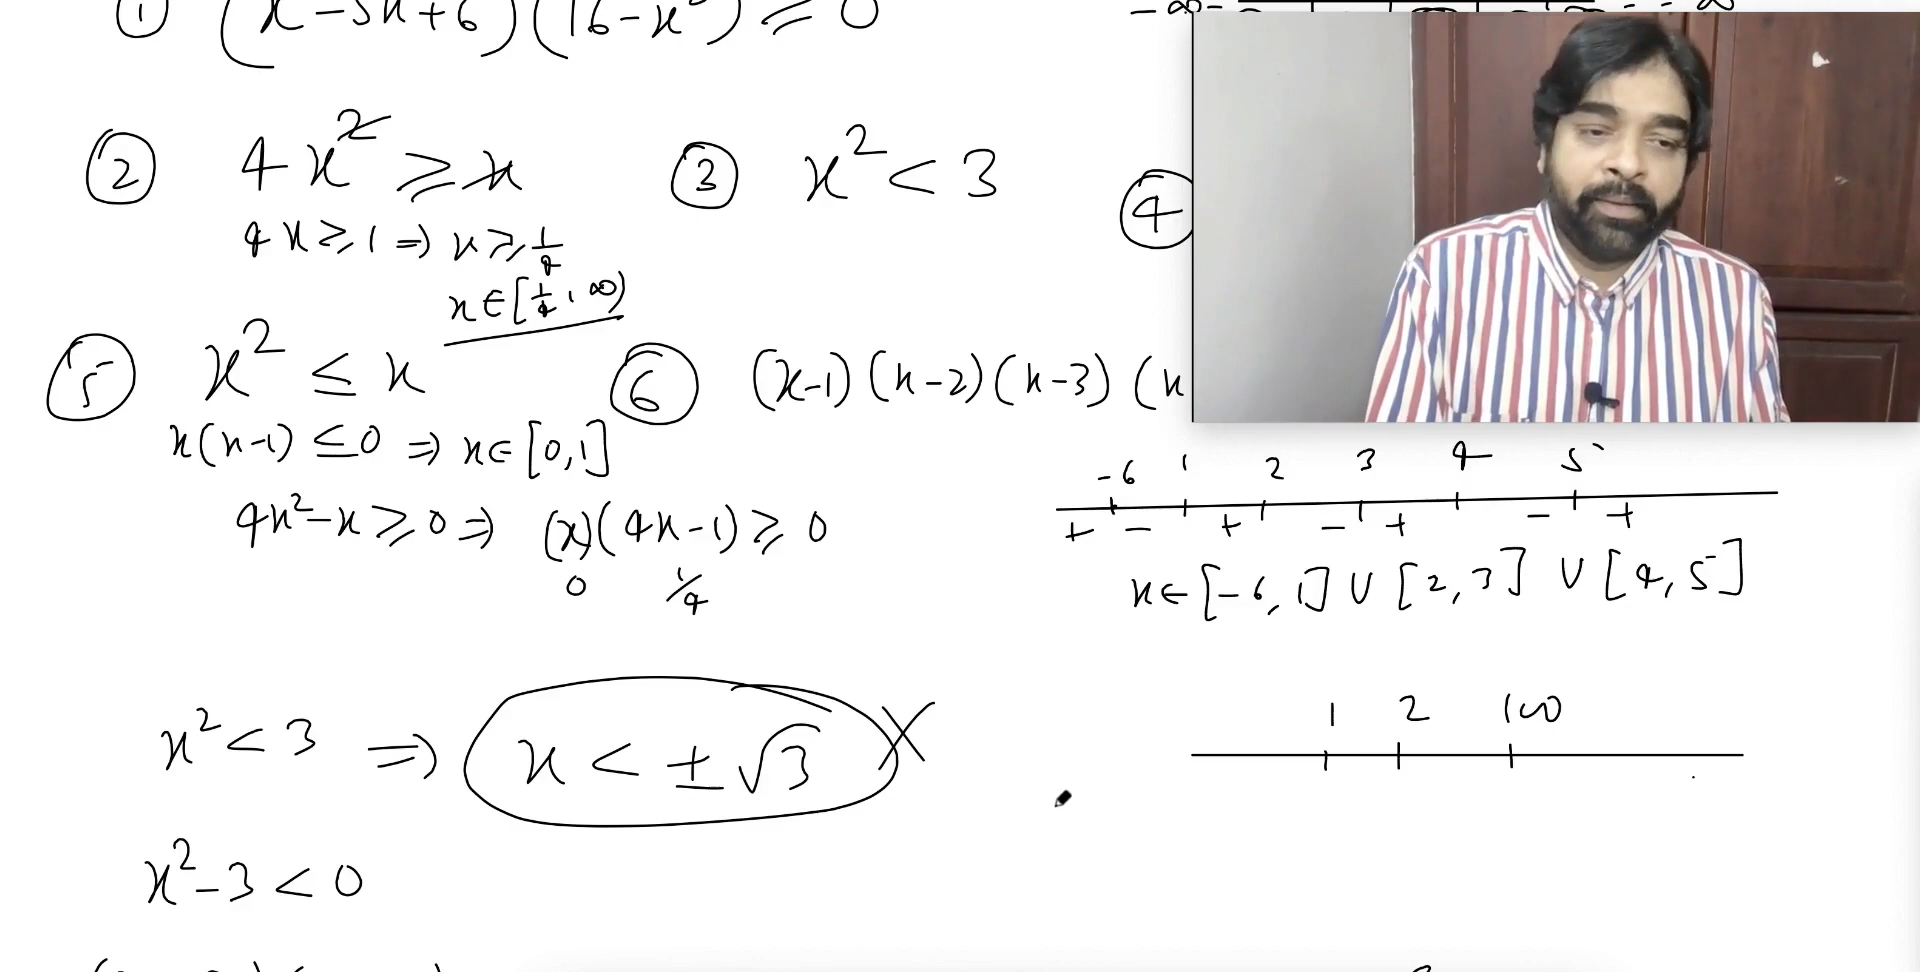 ① (x²-5x+6)(16-x²) ≥ 0
② 4x² ≥ x
4x ≥ 1 ⇒ x ≥ 1/4
x ∈ [1/4, ∞)
③ x² < 3
④
⑤ x² ≤ x
x(x-1) ≤ 0 ⇒ x ∈ [0,1]
4x²-x ≥ 0 ⇒ (x)(4x-1) ≥ 0
0 1/4
⑥ (x-1)(x-2)(x-3)(x
-6 1 2 3 4 5
+ - + - + - +
x ∈ [-6,1] ∪ [2,3] ∪ [4,5]
x² < 3 ⇒ x < ±√3 ✗
1 2 100
x²-3 < 0